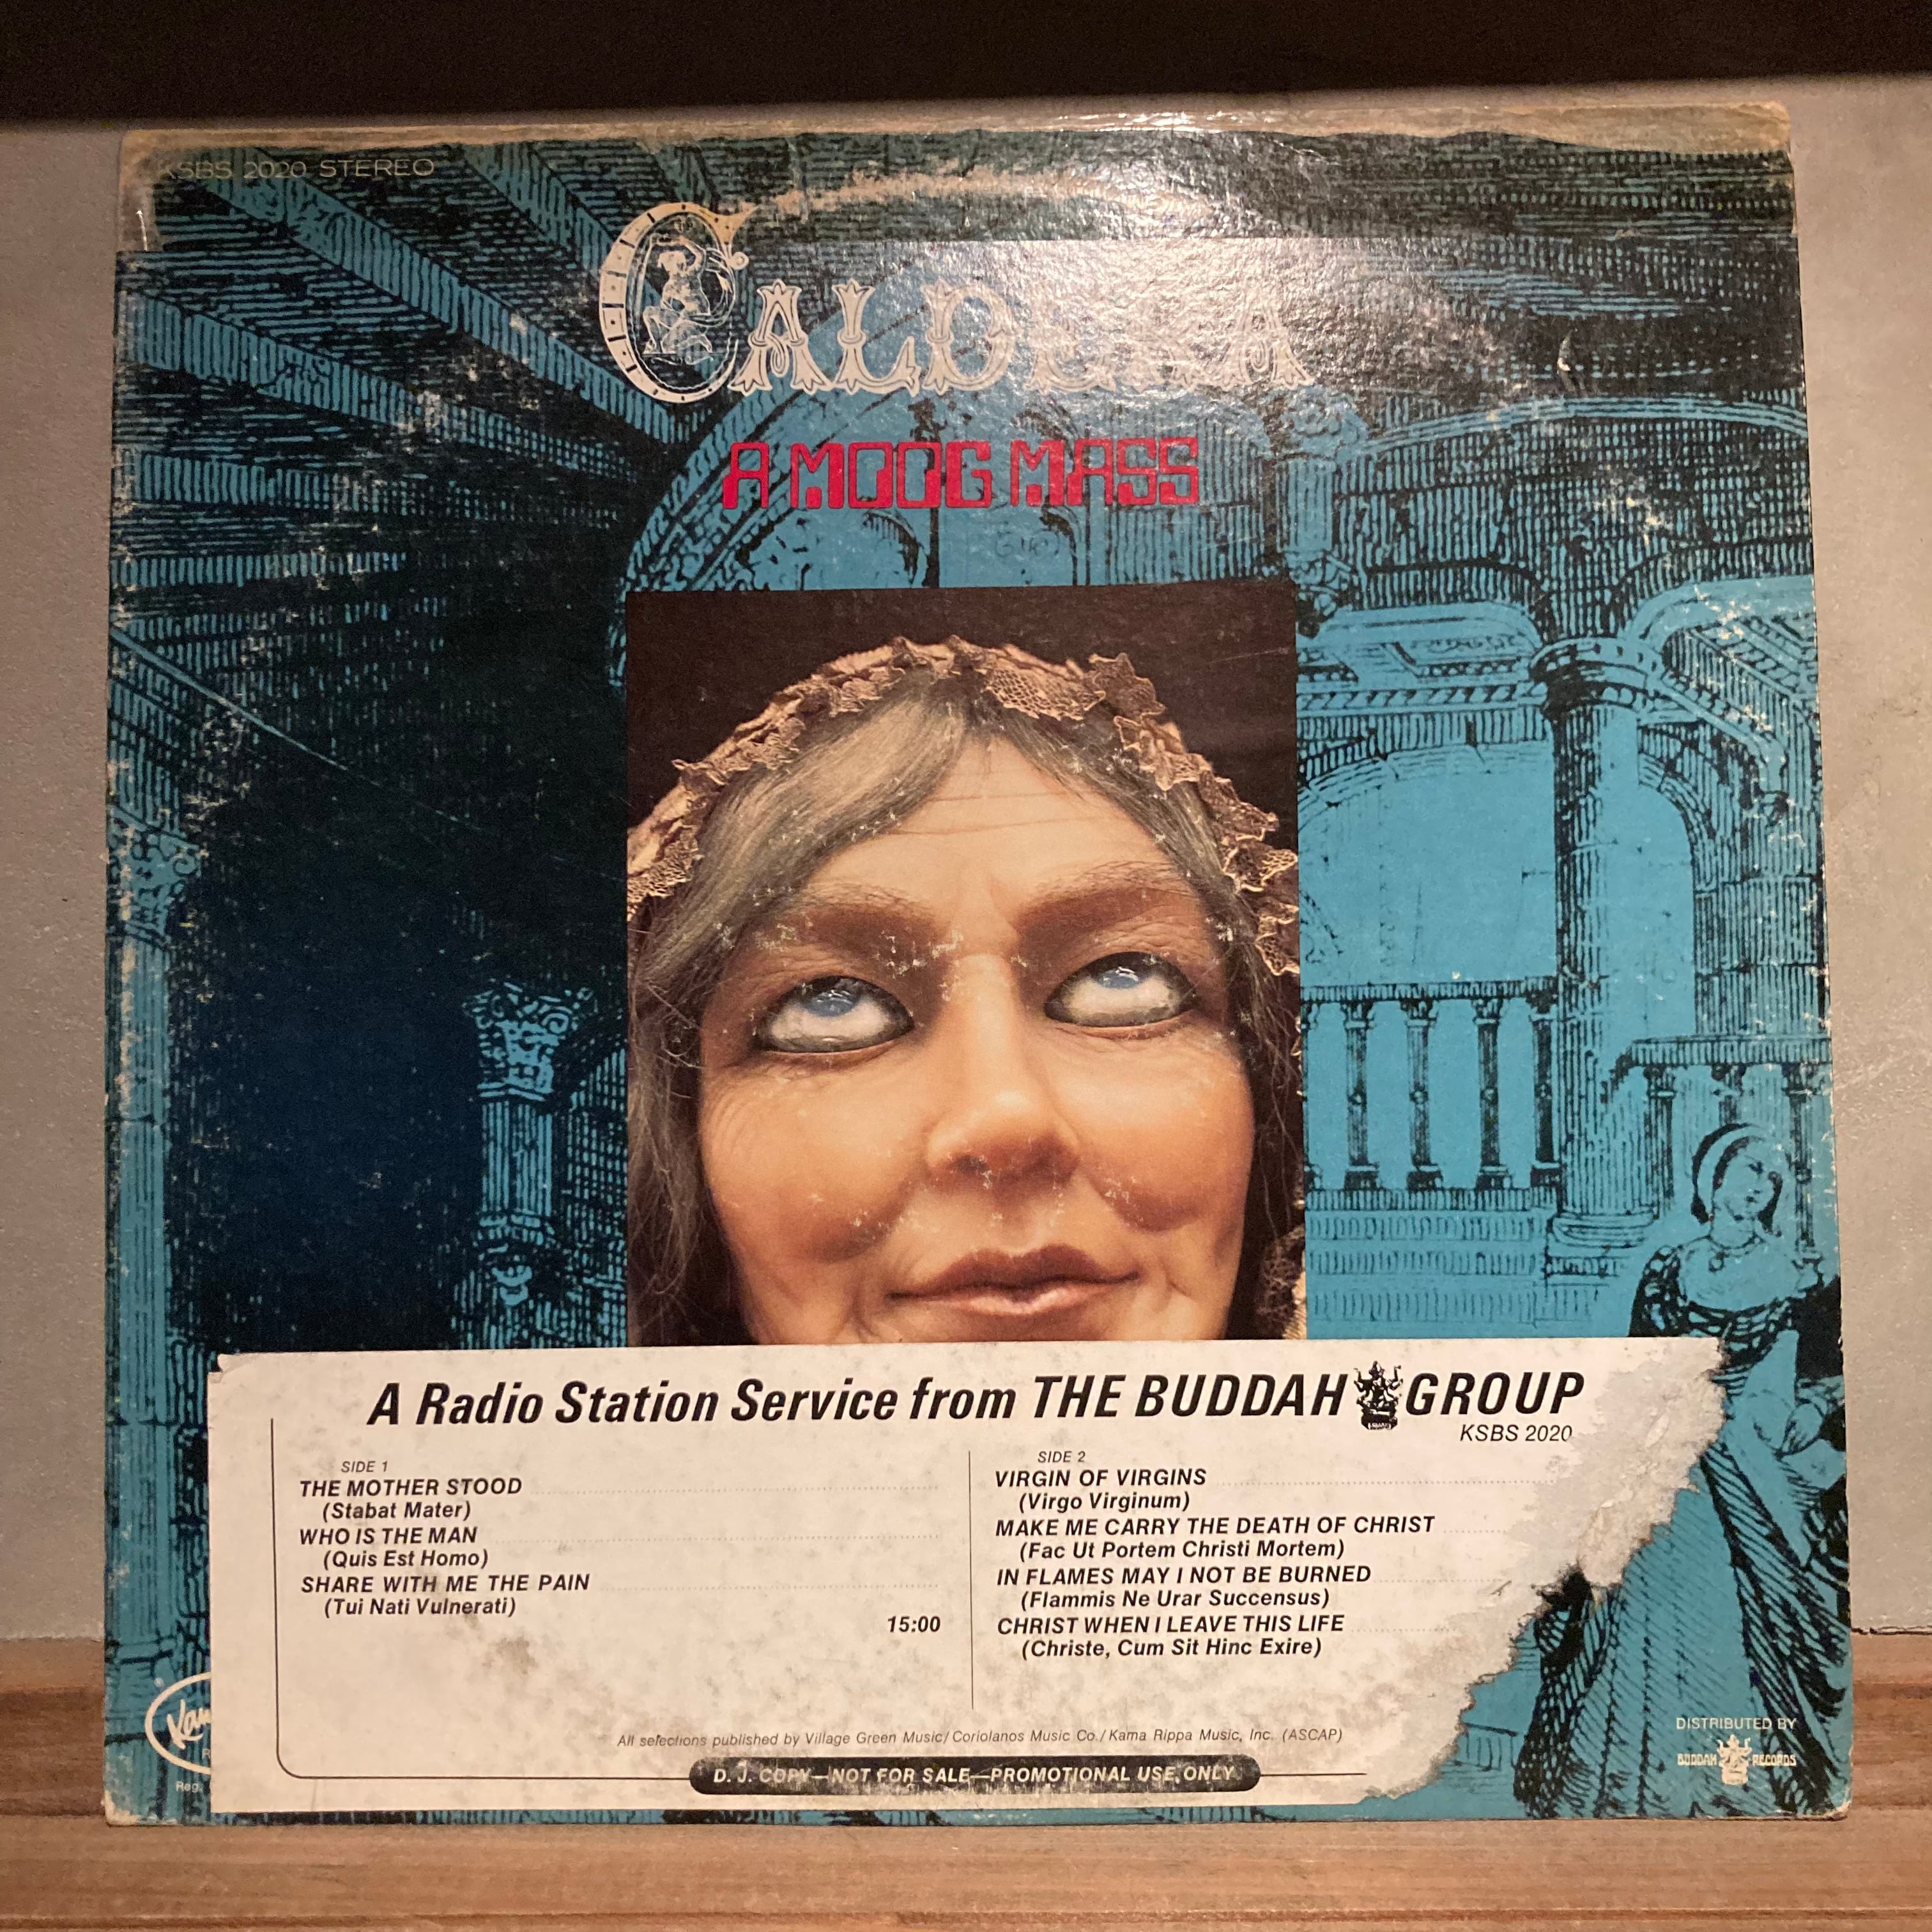 KSBS 2020 STEREO
CALDERA
A MOOG MASS
A Radio Station Service from THE BUDDAH GROUP
KSBS 2020
SIDE 1
THE MOTHER STOOD
(Stabat Mater)
WHO IS THE MAN
(Quis Est Homo)
SHARE WITH ME THE PAIN
(Tui Nati Vulnerati)
15:00
SIDE 2
VIRGIN OF VIRGINS
(Virgo Virginum)
MAKE ME CARRY THE DEATH OF CHRIST
(Fac Ut Portem Christi Mortem)
IN FLAMES MAY I NOT BE BURNED
(Flammis Ne Urar Succensus)
CHRIST WHEN I LEAVE THIS LIFE
(Christe, Cum Sit Hinc Exire)
All selections published by Village Green Music/Coriolanos Music Co./Kama Rippa Music, Inc. (ASCAP)
D. J. COPY—NOT FOR SALE—PROMOTIONAL USE ONLY
Reg.
DISTRIBUTED BY
BUDDAH RECORDS